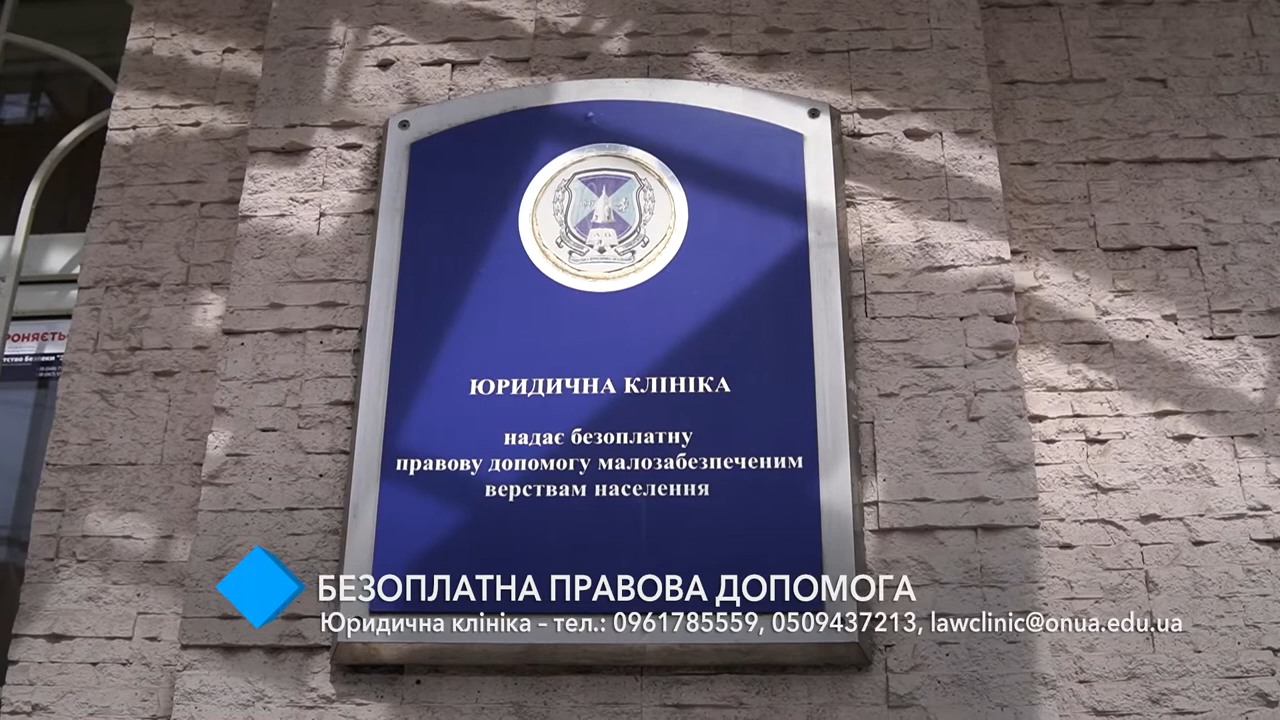 ЮРИДИЧНА КЛІНІКА
надає безоплатну
правову допомогу малозабезпеченим
верствам населення
БЕЗОПЛАТНА ПРАВОВА ДОПОМОГА
Юридична клініка – тел.: 0961785559, 0509437213, lawclinic@onua.edu.ua